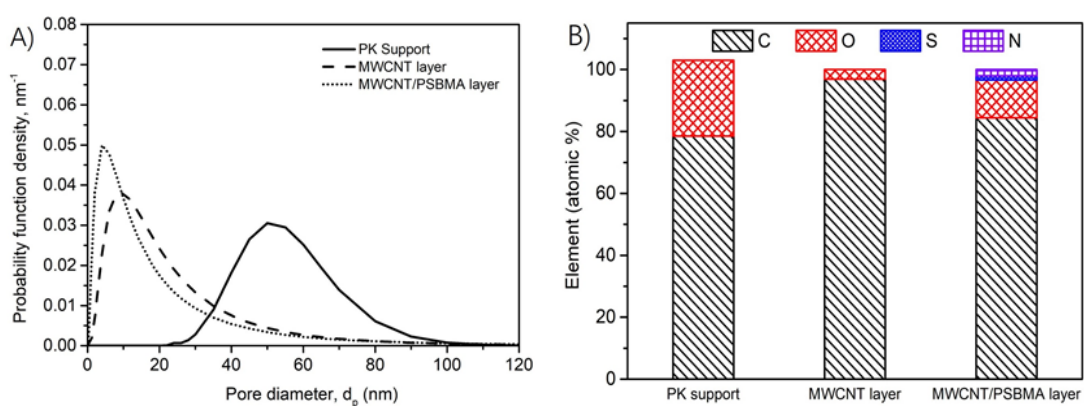 A)
0.08
0.07
0.06
0.05
0.04
0.03
0.02
0.01
0.00
Probability function density, nm⁻¹
PK Support
MWCNT layer
MWCNT/PSBMA layer
0 20 40 60 80 100 120
Pore diameter, dₚ (nm)
B)
C O S N
100
80
60
40
20
0
Element (atomic %)
PK support MWCNT layer MWCNT/PSBMA layer